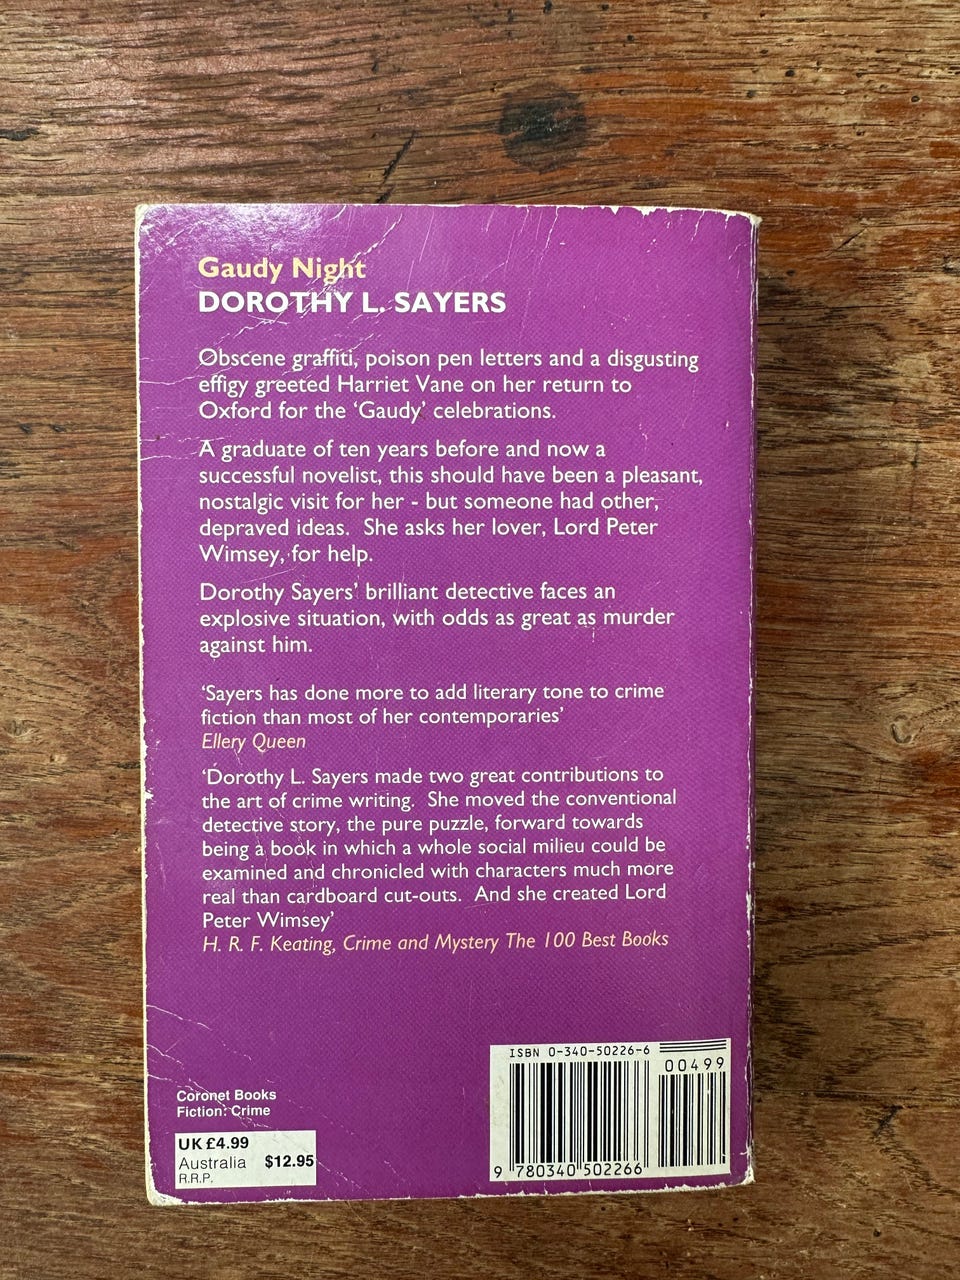 Gaudy Night
DOROTHY L. SAYERS
Obscene graffiti, poison pen letters and a disgusting
effigy greeted Harriet Vane on her return to
Oxford for the ‘Gaudy’ celebrations.
A graduate of ten years before and now a
successful novelist, this should have been a pleasant,
nostalgic visit for her - but someone had other,
depraved ideas. She asks her lover, Lord Peter
Wimsey, for help.
Dorothy Sayers’ brilliant detective faces an
explosive situation, with odds as great as murder
against him.
‘Sayers has done more to add literary tone to crime
fiction than most of her contemporaries’
Ellery Queen
‘Dorothy L. Sayers made two great contributions to
the art of crime writing. She moved the conventional
detective story, the pure puzzle, forward towards
being a book in which a whole social milieu could be
examined and chronicled with characters much more
real than cardboard cut-outs. And she created Lord
Peter Wimsey’
H. R. F. Keating, Crime and Mystery The 100 Best Books
Coronet Books
Fiction: Crime
UK £4.99
Australia $12.95
R.R.P.
ISBN 0-340-50226-6
00499
9 780340 502266